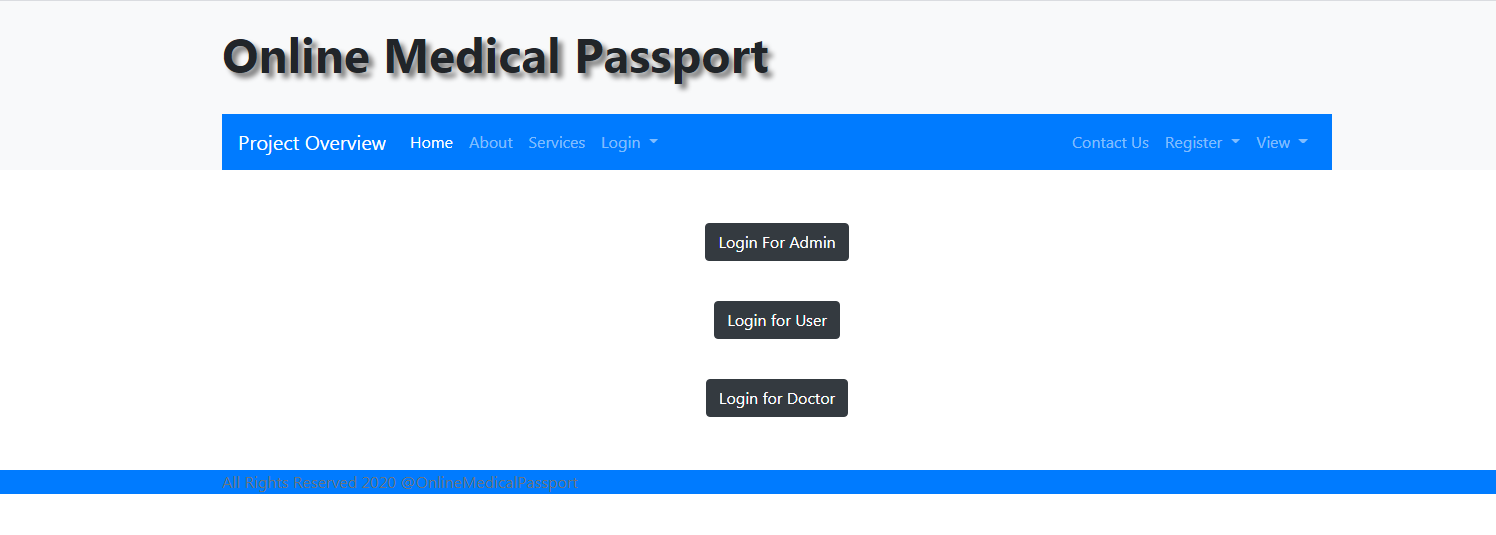 Online Medical Passport
Project Overview Home About Services Login Contact Us Register View
Login For Admin
Login for User
Login for Doctor
All Rights Reserved 2020 @OnlineMedicalPassport